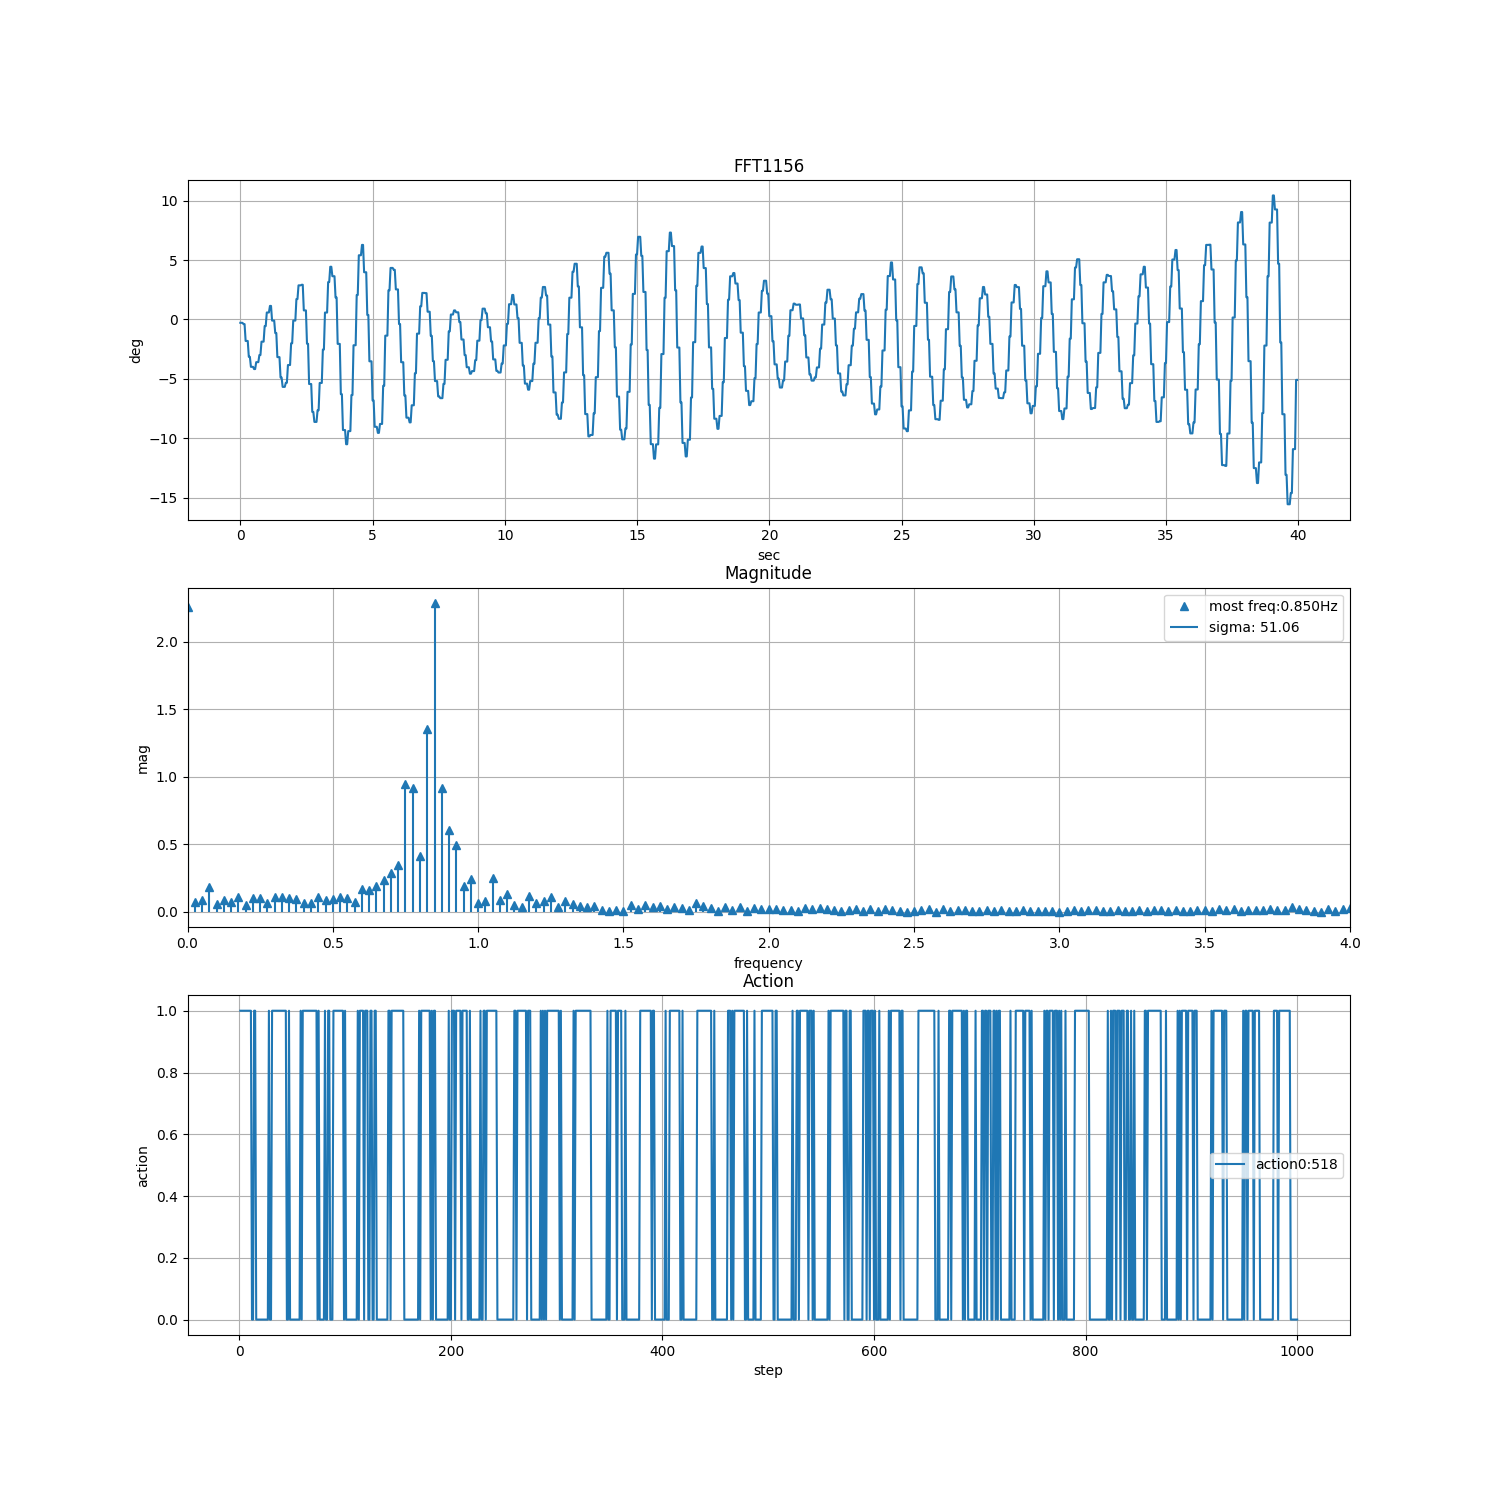 FFT1156
10
5
0
−5
−10
−15
deg
0 5 10 15 20 25 30 35 40
sec
Magnitude
most freq:0.850Hz
sigma: 51.06
2.0
1.5
1.0
0.5
0.0
mag
0.0 0.5 1.0 1.5 2.0 2.5 3.0 3.5 4.0
frequency
Action
1.0
0.8
0.6
0.4
0.2
0.0
action
action0:518
0 200 400 600 800 1000
step